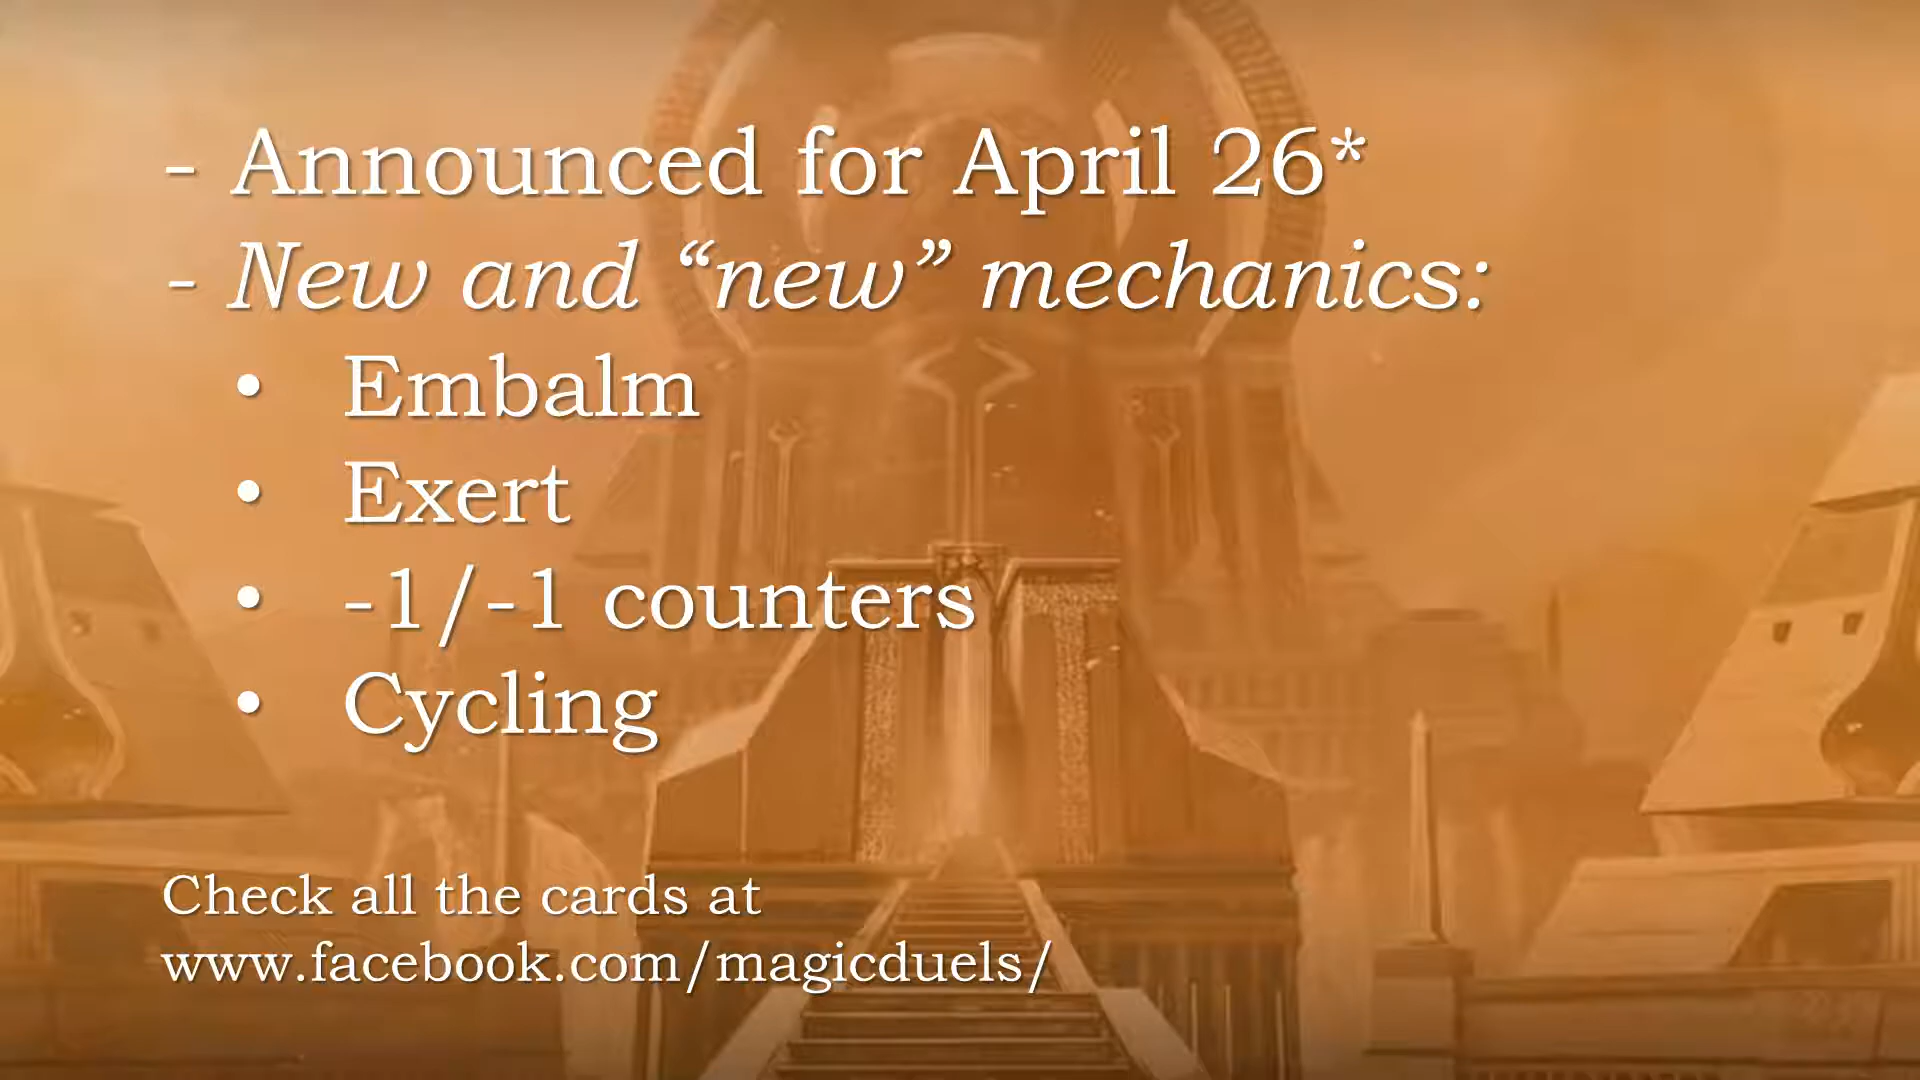 - Announced for April 26*
- New and “new” mechanics:
• Embalm
• Exert
• -1/-1 counters
• Cycling
Check all the cards at
www.facebook.com/magicduels/